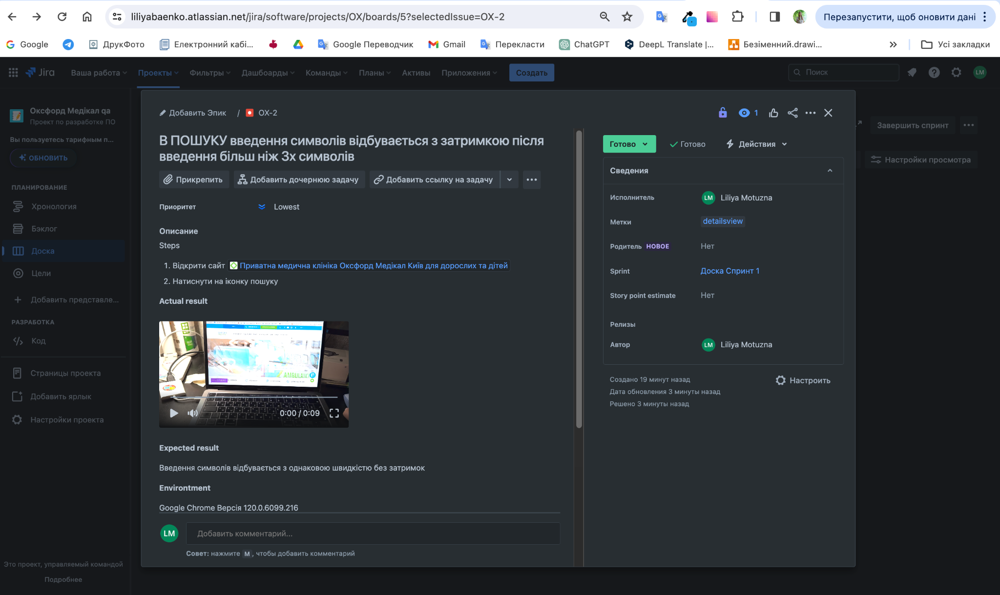 liliyabaenko.atlassian.net/jira/software/projects/OX/boards/5?selectedIssue=OX-2
Перезапустити, щоб оновити дані
Google
ДрукФото
Електронний кабі...
Google Переводчик
Gmail
Перекласти
ChatGPT
DeepL Translate |...
Безіменний.drawi...
»
Усі закладки
Jira
Ваша работа
Проекты
Фильтры
Дашборды
Команды
Планы
Активы
Приложения
Создать
Поиск
LM
Оксфорд Медікал qa
Проект по разработке ПО
Вы пользуетесь тарифным п...
ОБНОВИТЬ
ПЛАНИРОВАНИЕ
Хронология
Бэклог
Доска
Цели
Добавить представле...
РАЗРАБОТКА
Код
Страницы проекта
Добавить ярлык
Настройки проекта
Это проект, управляемый командой
Подробнее
Завершить спринт
Настройки просмотра
Добавить Эпик / OX-2
1
В ПОШУКУ введення символів відбувається з затримкою після
введення більш ніж 3х символів
Прикрепить
Добавить дочернюю задачу
Добавить ссылку на задачу
Приоритет
Lowest
Описание
Steps
1. Відкрити сайт Приватна медична клініка Оксфорд Медікал Київ для дорослих та дітей
2. Натиснути на іконку пошуку
Actual result
AMBULANCE
0:00 / 0:09
Expected result
Введення символів відбувається з однаковою швидкістю без затримок
Environtment
Google Chrome Версія 120.0.6099.216
LM
Добавить комментарий...
Совет: нажмите M, чтобы добавить комментарий
Готово
Готово
Действия
Сведения
Исполнитель
LM Liliya Motuzna
Метки
detailsview
Родитель НОВОЕ
Нет
Sprint
Доска Спринт 1
Story point estimate
Нет
Релизы
Автор
LM Liliya Motuzna
Создано 19 минут назад
Дата обновления 3 минуты назад
Решено 3 минуты назад
Настроить